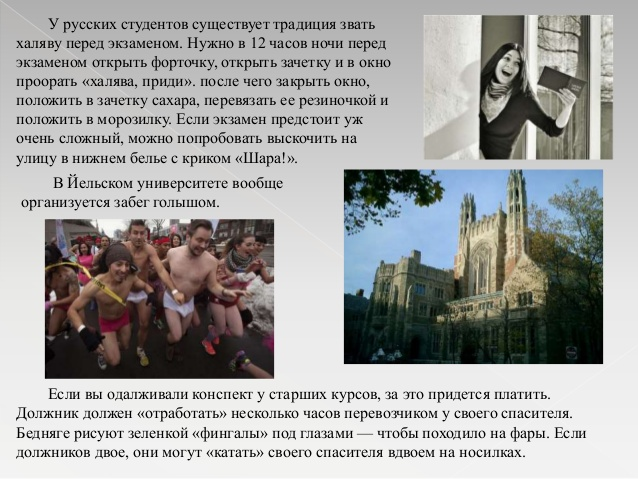 У русских студентов существует традиция звать
халяву перед экзаменом. Нужно в 12 часов ночи перед
экзаменом открыть форточку, открыть зачетку и в окно
проорать «халява, приди». после чего закрыть окно,
положить в зачетку сахара, перевязать ее резиночкой и
положить в морозилку. Если экзамен предстоит уж
очень сложный, можно попробовать выскочить на
улицу в нижнем белье с криком «Шара!».
В Йельском университете вообще
организуется забег голышом.
Если вы одалживали конспект у старших курсов, за это придется платить.
Должник должен «отработать» несколько часов перевозчиком у своего спасителя.
Бедняге рисуют зеленкой «фингалы» под глазами — чтобы походило на фары. Если
должников двое, они могут «катать» своего спасителя вдвоем на носилках.